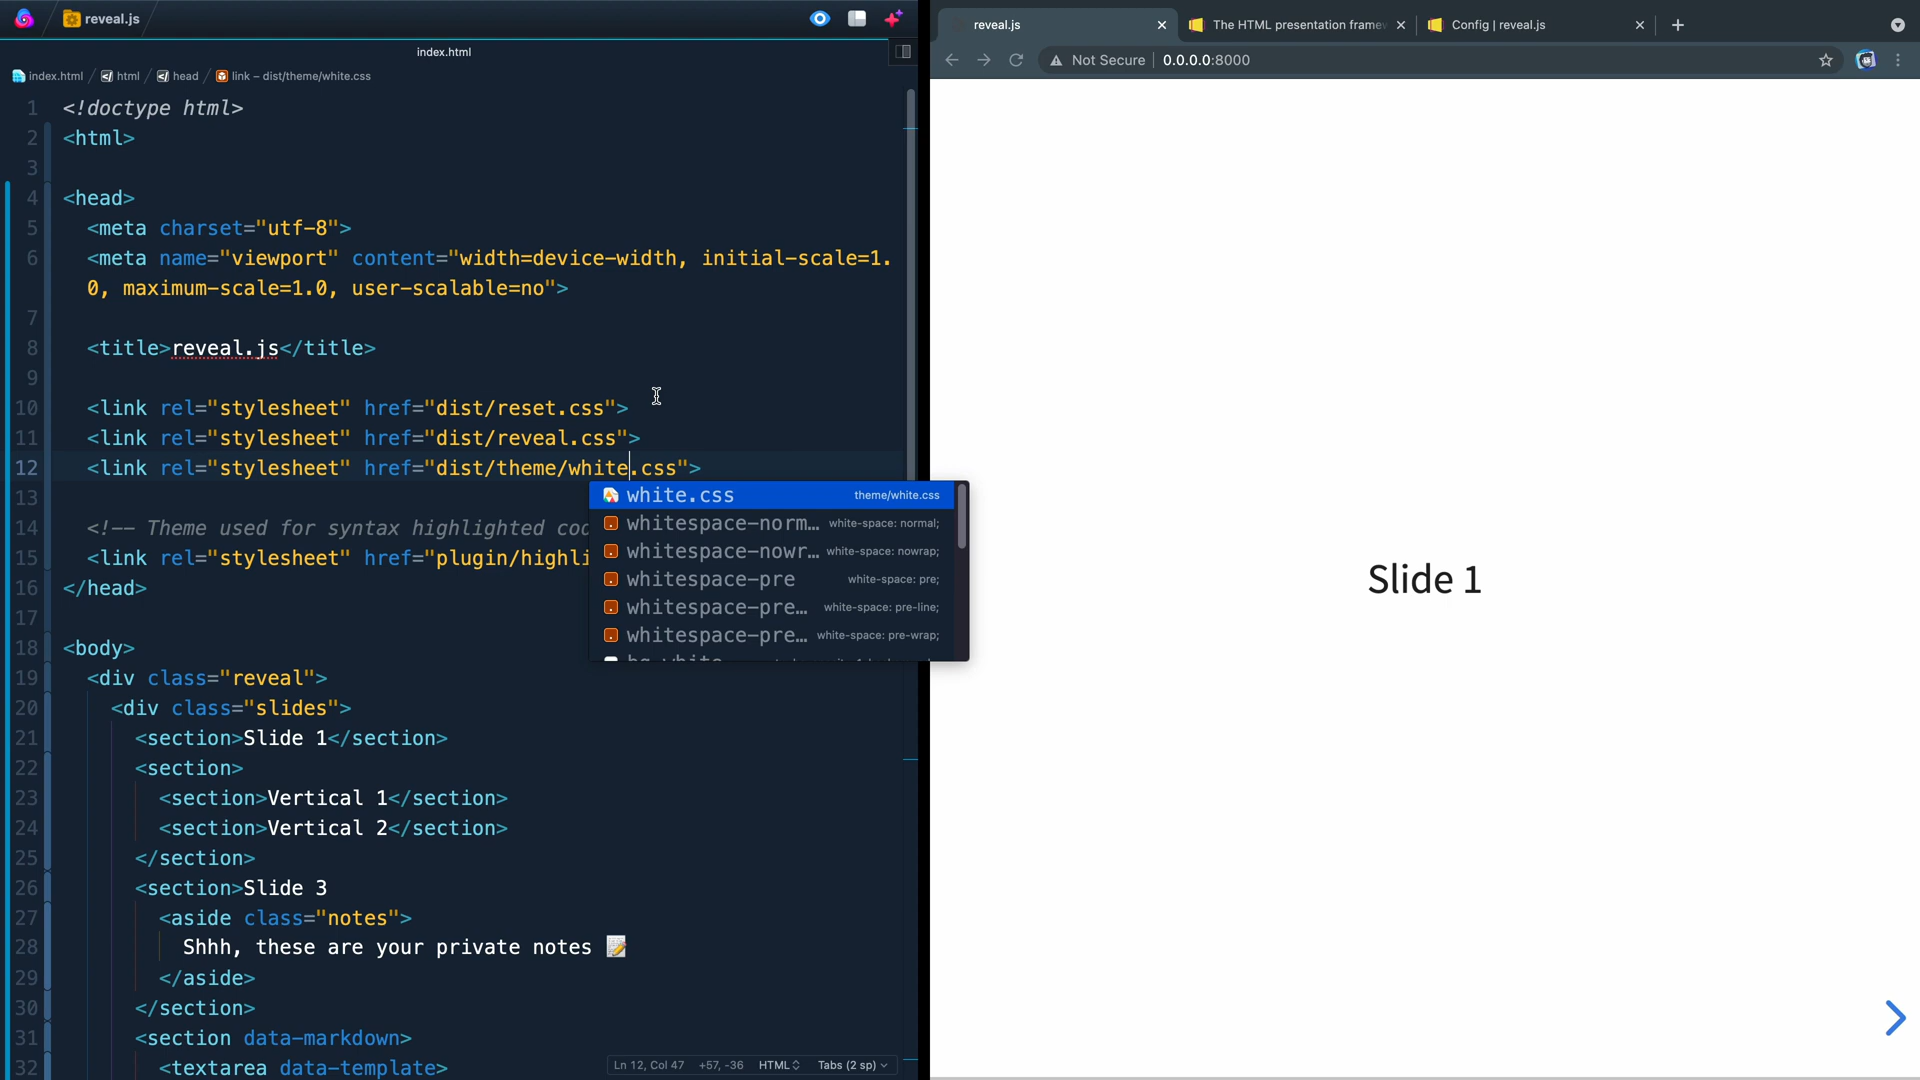 reveal.js
index.html
index.html / html / head / link – dist/theme/white.css
1 <!doctype html>
2 <html>
3
4 <head>
5 <meta charset="utf-8">
6 <meta name="viewport" content="width=device-width, initial-scale=1.
0, maximum-scale=1.0, user-scalable=no">
7
8 <title>reveal.js</title>
9
10 <link rel="stylesheet" href="dist/reset.css">
11 <link rel="stylesheet" href="dist/reveal.css">
12 <link rel="stylesheet" href="dist/theme/white.css">
13
14 <!-- Theme used for syntax highlighted co
15 <link rel="stylesheet" href="plugin/highl
16 </head>
17
18 <body>
19 <div class="reveal">
20 <div class="slides">
21 <section>Slide 1</section>
22 <section>
23 <section>Vertical 1</section>
24 <section>Vertical 2</section>
25 </section>
26 <section>Slide 3
27 <aside class="notes">
28 Shhh, these are your private notes 📝
29 </aside>
30 </section>
31 <section data-markdown>
32 <textarea data-template>
white.css theme/white.css
whitespace-norm… white-space: normal;
whitespace-nowr… white-space: nowrap;
whitespace-pre white-space: pre;
whitespace-pre… white-space: pre-line;
whitespace-pre… white-space: pre-wrap;
Ln 12, Col 47 +57, -36 HTML Tabs (2 sp)
reveal.js
The HTML presentation framew
Config | reveal.js
Not Secure 0.0.0.0:8000
Slide 1